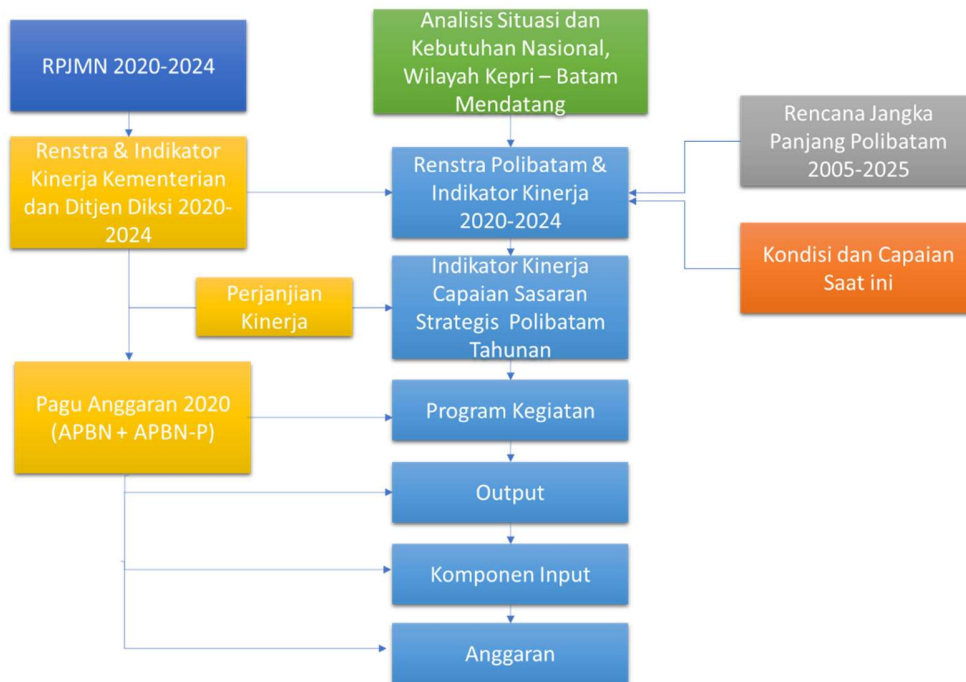 RPJMN 2020-2024
Analisis Situasi dan
Kebutuhan Nasional,
Wilayah Kepri – Batam
Mendatang
Rencana Jangka
Panjang Polibatam
2005-2025
Renstra & Indikator
Kinerja Kementerian
dan Ditjen Diksi 2020-
2024
Renstra Polibatam &
Indikator Kinerja
2020-2024
Kondisi dan Capaian
Saat ini
Perjanjian
Kinerja
Indikator Kinerja
Capaian Sasaran
Strategis Polibatam
Tahunan
Pagu Anggaran 2020
(APBN + APBN-P)
Program Kegiatan
Output
Komponen Input
Anggaran